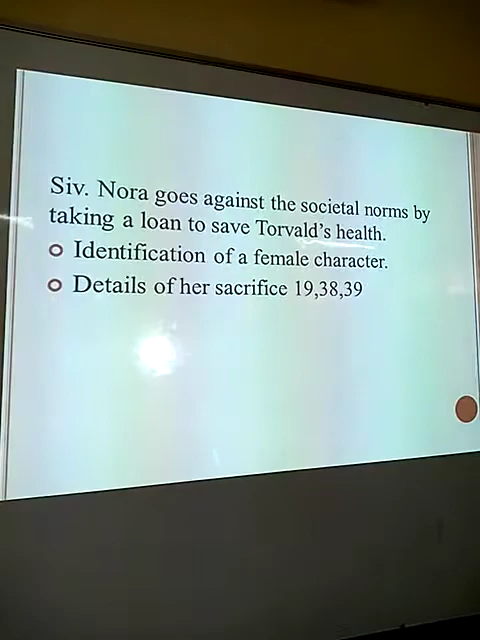 Siv. Nora goes against the societal norms by
taking a loan to save Torvald's health.
Identification of a female character.
Details of her sacrifice 19,38,39